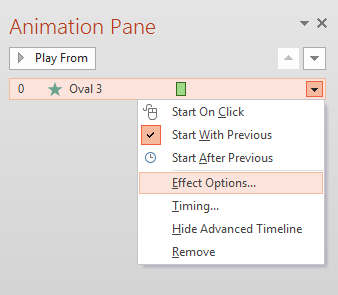 Animation Pane
Play From
0 Oval 3
Start On Click
Start With Previous
Start After Previous
Effect Options...
Timing...
Hide Advanced Timeline
Remove